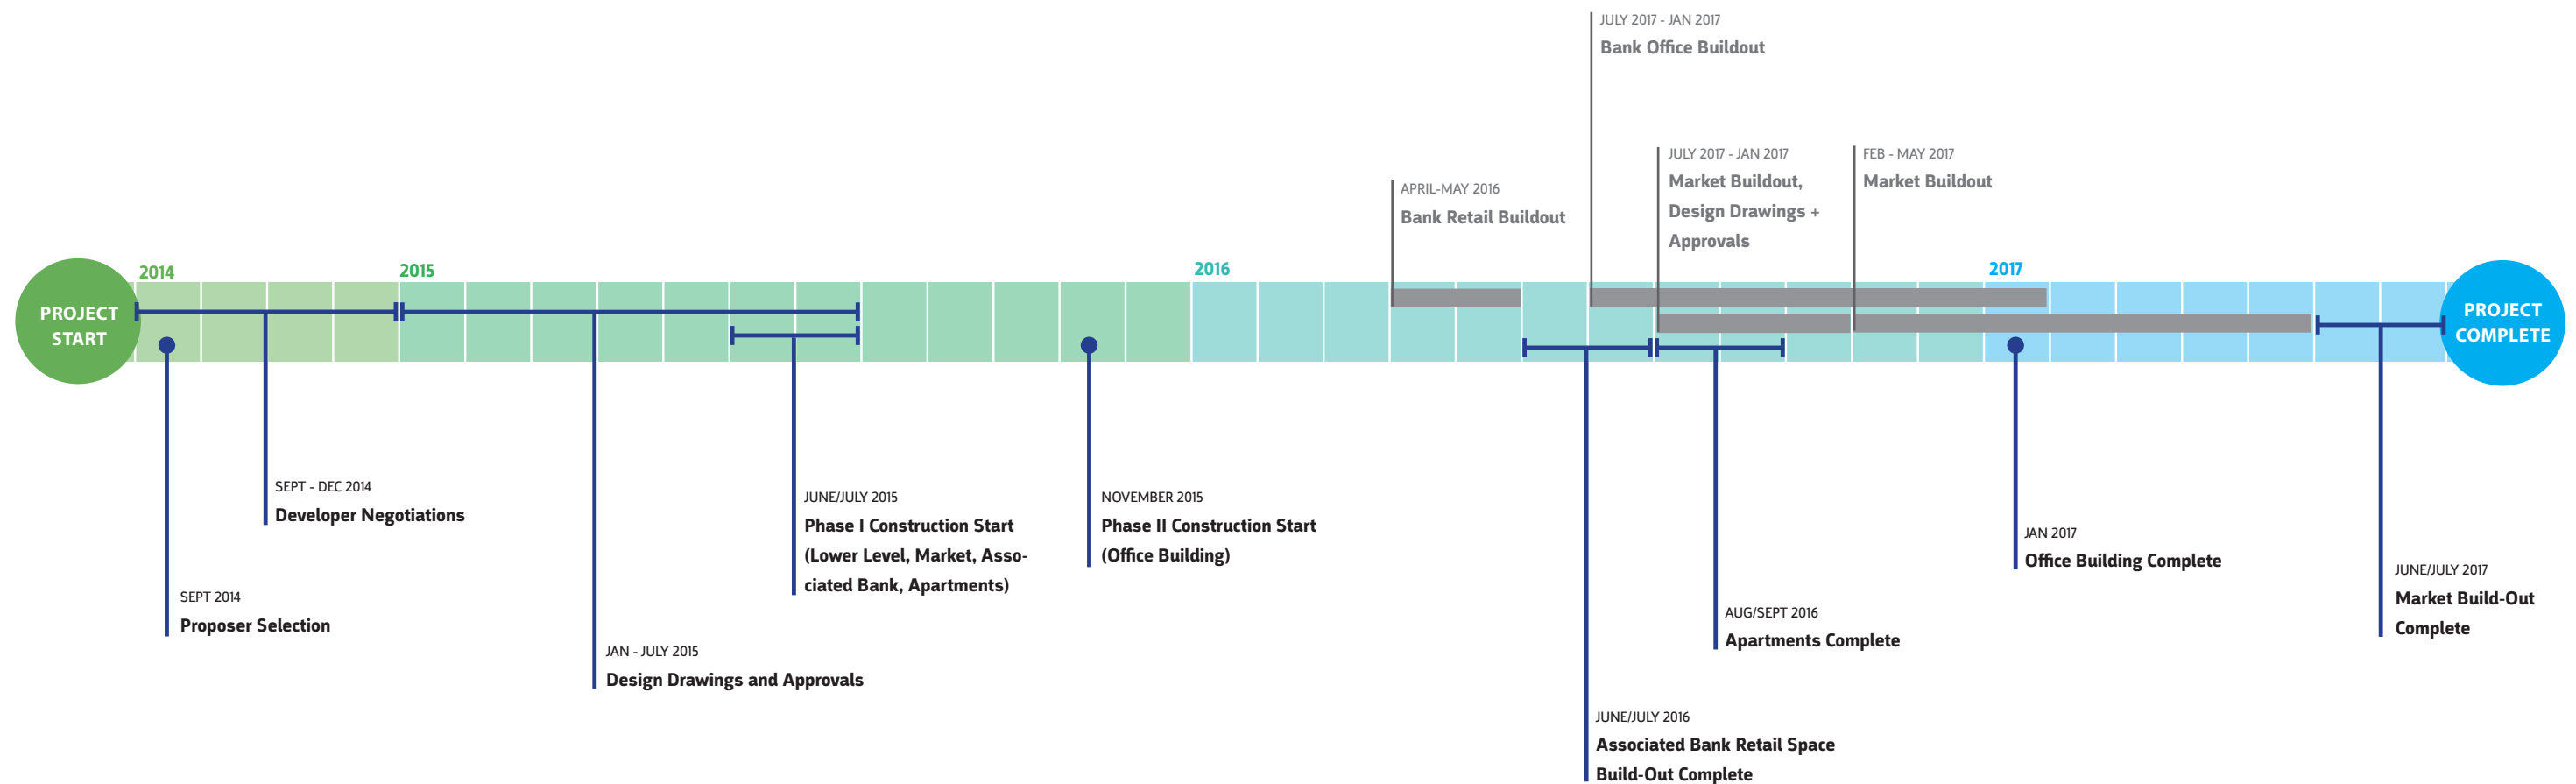 JULY 2017 - JAN 2017
Bank Office Buildout
JULY 2017 - JAN 2017
Market Buildout,
Design Drawings +
Approvals
FEB - MAY 2017
Market Buildout
APRIL-MAY 2016
Bank Retail Buildout
2014
2015
2016
2017
PROJECT
START
PROJECT
COMPLETE
SEPT - DEC 2014
Developer Negotiations
SEPT 2014
Proposer Selection
JAN - JULY 2015
Design Drawings and Approvals
JUNE/JULY 2015
Phase I Construction Start
(Lower Level, Market, Asso-
ciated Bank, Apartments)
NOVEMBER 2015
Phase II Construction Start
(Office Building)
JUNE/JULY 2016
Associated Bank Retail Space
Build-Out Complete
AUG/SEPT 2016
Apartments Complete
JAN 2017
Office Building Complete
JUNE/JULY 2017
Market Build-Out
Complete